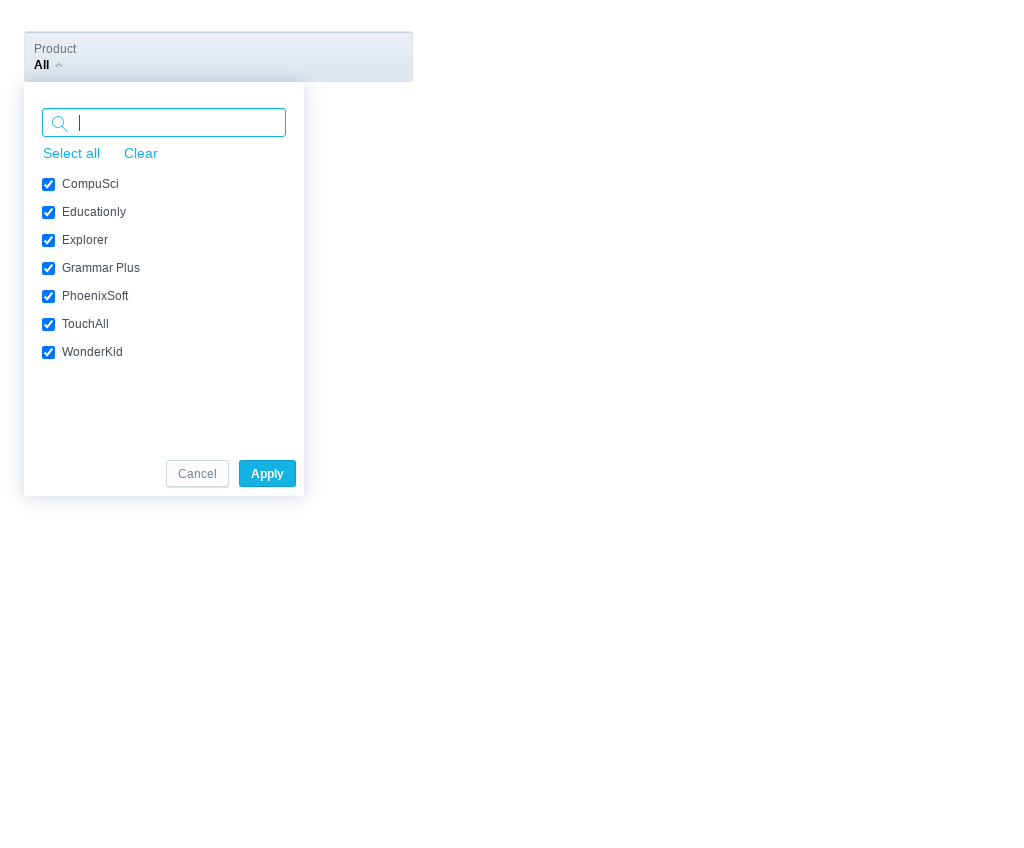 Product
All
Select all Clear
CompuSci
Educationly
Explorer
Grammar Plus
PhoenixSoft
TouchAll
WonderKid
Cancel Apply